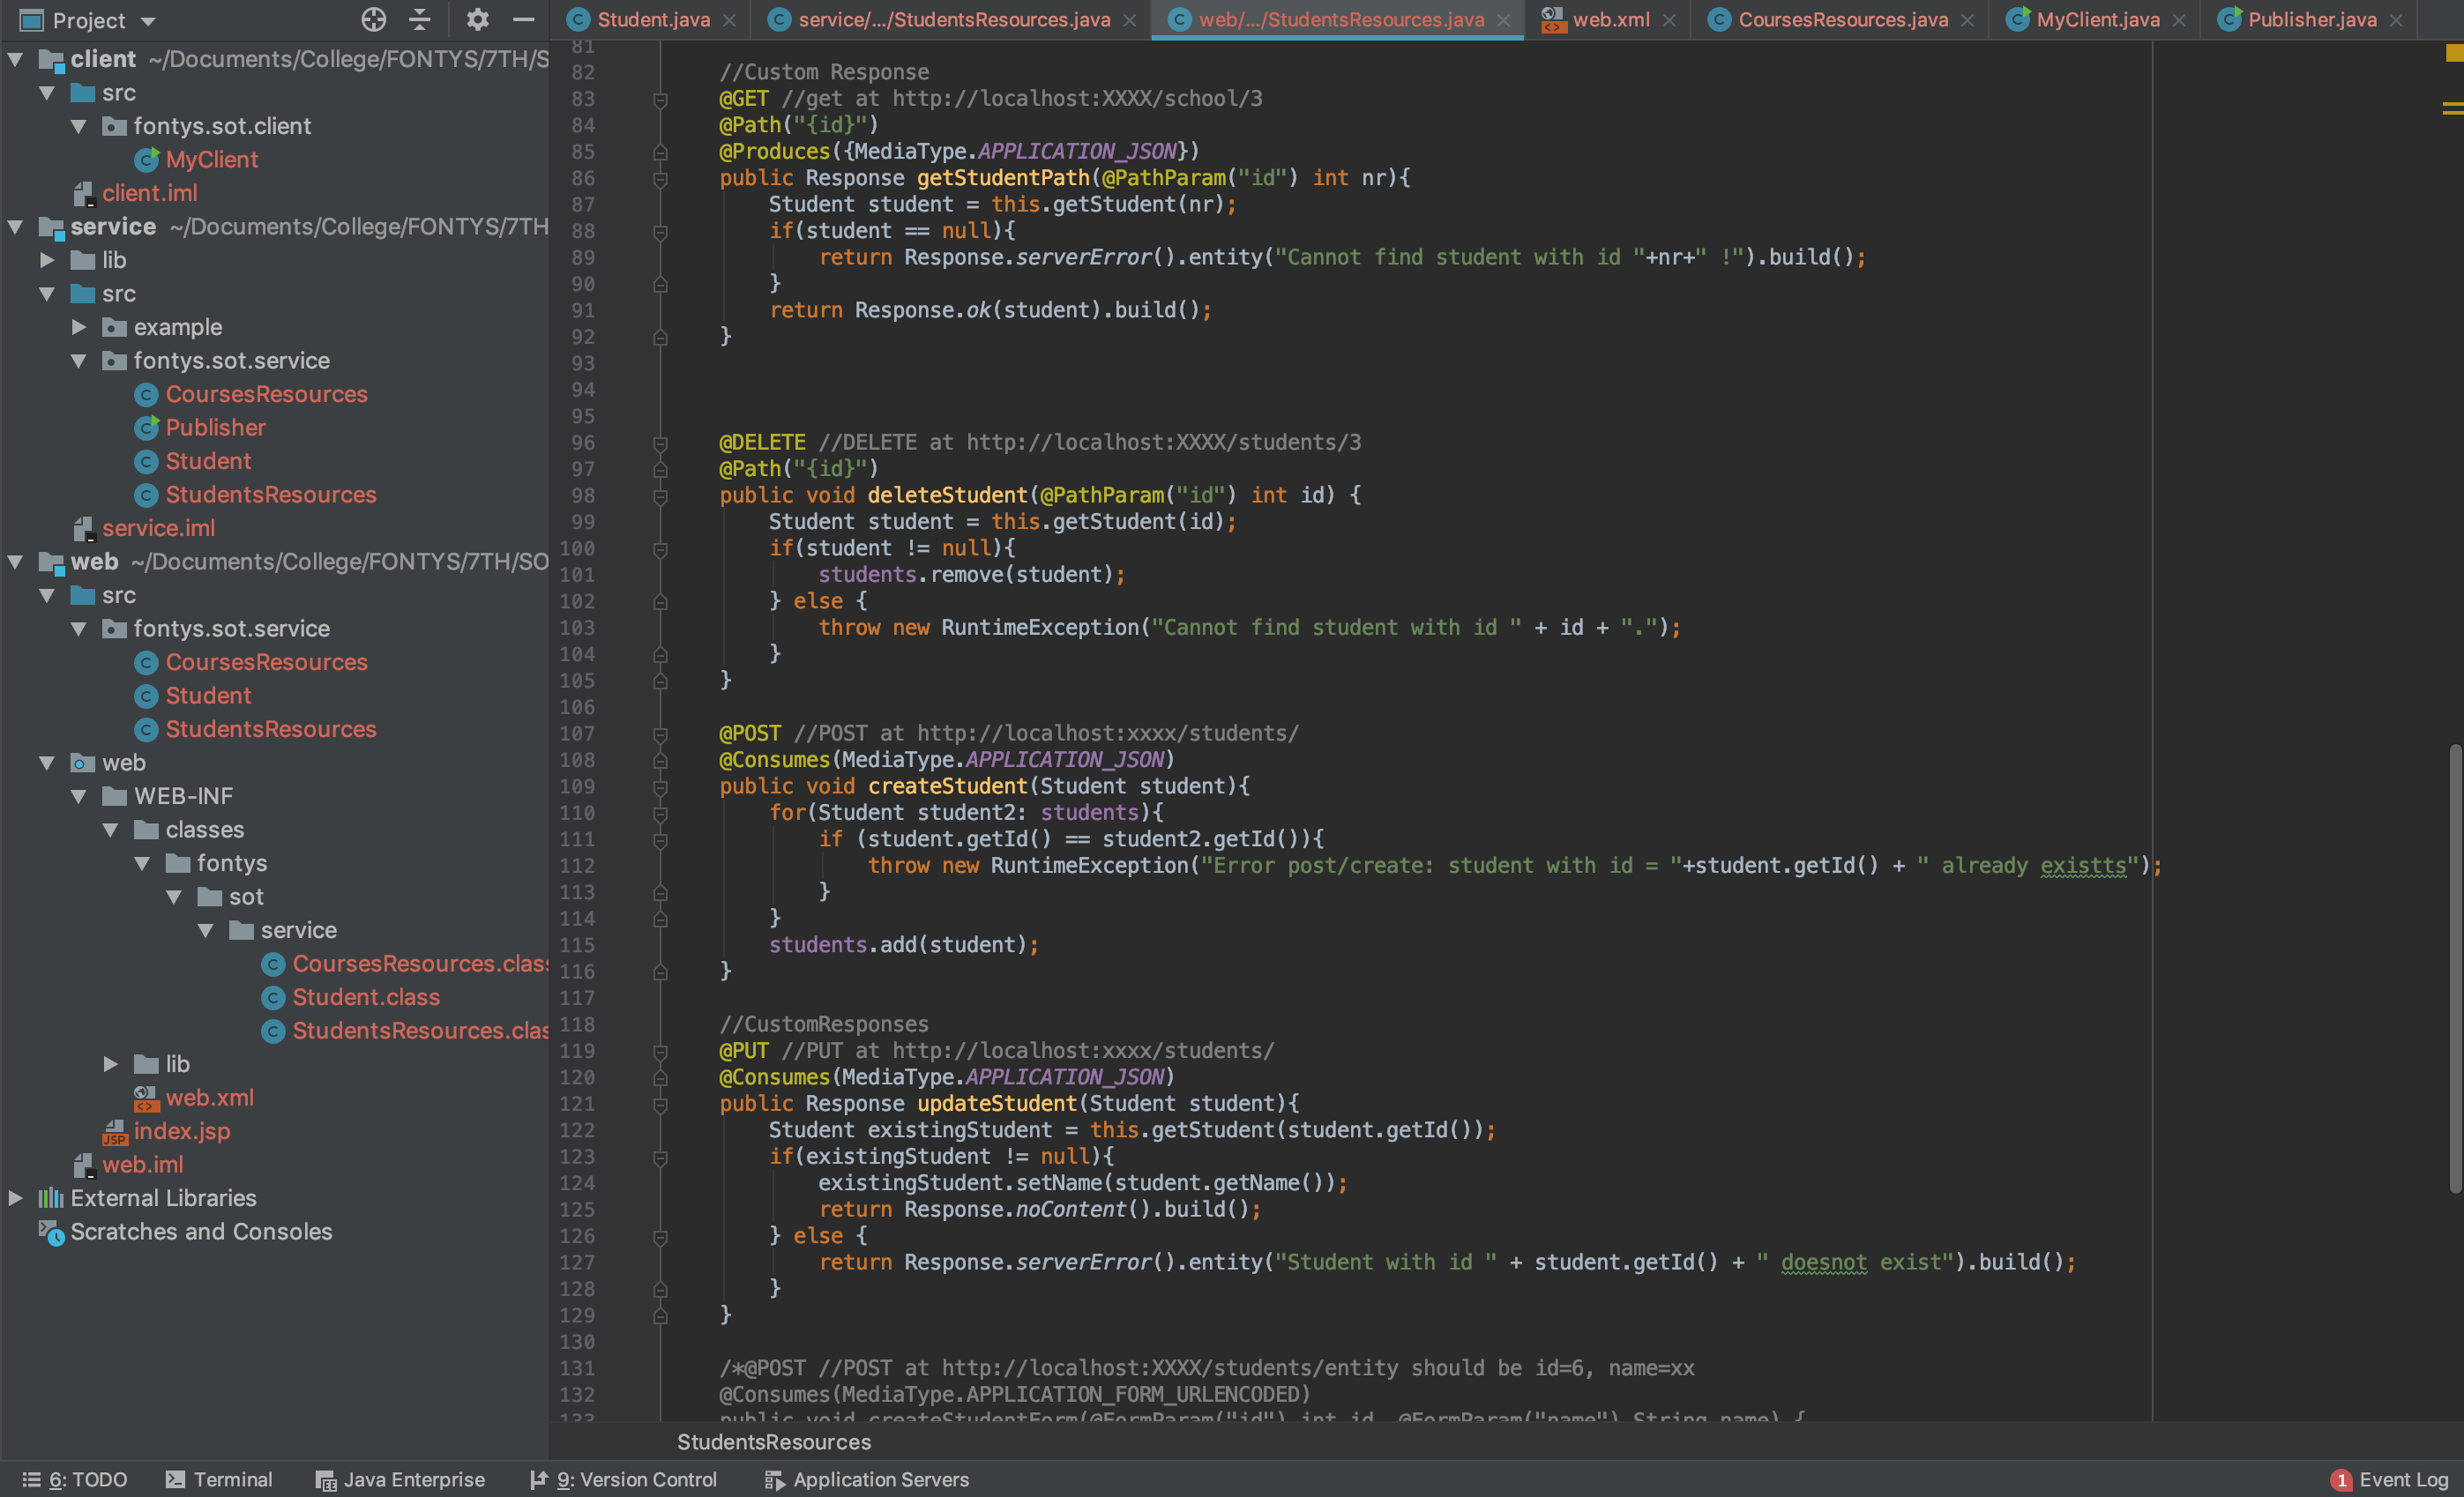 Project
Student.java
service/.../StudentsResources.java
web/.../StudentsResources.java
web.xml
CoursesResources.java
MyClient.java
Publisher.java
client ~/Documents/College/FONTYS/7TH/S
src
fontys.sot.client
MyClient
client.iml
service ~/Documents/College/FONTYS/7TH
lib
src
example
fontys.sot.service
CoursesResources
Publisher
Student
StudentsResources
service.iml
web ~/Documents/College/FONTYS/7TH/SO
src
fontys.sot.service
CoursesResources
Student
StudentsResources
web
WEB-INF
classes
fontys
sot
service
CoursesResources.clas
Student.class
StudentsResources.clas
lib
web.xml
index.jsp
web.iml
External Libraries
Scratches and Consoles
81
82 //Custom Response
83 @GET //get at http://localhost:XXXX/school/3
84 @Path("{id}")
85 @Produces({MediaType.APPLICATION_JSON})
86 public Response getStudentPath(@PathParam("id") int nr){
87 Student student = this.getStudent(nr);
88 if(student == null){
89 return Response.serverError().entity("Cannot find student with id "+nr+" !").build();
90 }
91 return Response.ok(student).build();
92 }
93
94
95
96 @DELETE //DELETE at http://localhost:XXXX/students/3
97 @Path("{id}")
98 public void deleteStudent(@PathParam("id") int id) {
99 Student student = this.getStudent(id);
100 if(student != null){
101 students.remove(student);
102 } else {
103 throw new RuntimeException("Cannot find student with id " + id + ".");
104 }
105 }
106
107 @POST //POST at http://localhost:xxxx/students/
108 @Consumes(MediaType.APPLICATION_JSON)
109 public void createStudent(Student student){
110 for(Student student2: students){
111 if (student.getId() == student2.getId()){
112 throw new RuntimeException("Error post/create: student with id = "+student.getId() + " already existts");
113 }
114 }
115 students.add(student);
116 }
117
118 //CustomResponses
119 @PUT //PUT at http://localhost:xxxx/students/
120 @Consumes(MediaType.APPLICATION_JSON)
121 public Response updateStudent(Student student){
122 Student existingStudent = this.getStudent(student.getId());
123 if(existingStudent != null){
124 existingStudent.setName(student.getName());
125 return Response.noContent().build();
126 } else {
127 return Response.serverError().entity("Student with id " + student.getId() + " doesnot exist").build();
128 }
129 }
130
131 /*@POST //POST at http://localhost:XXXX/students/entity should be id=6, name=xx
132 @Consumes(MediaType.APPLICATION_FORM_URLENCODED)
133 public void createStudentForm(@FormParam("id") int id, @FormParam("name") String name) {
StudentsResources
6: TODO
Terminal
Java Enterprise
9: Version Control
Application Servers
1 Event Log